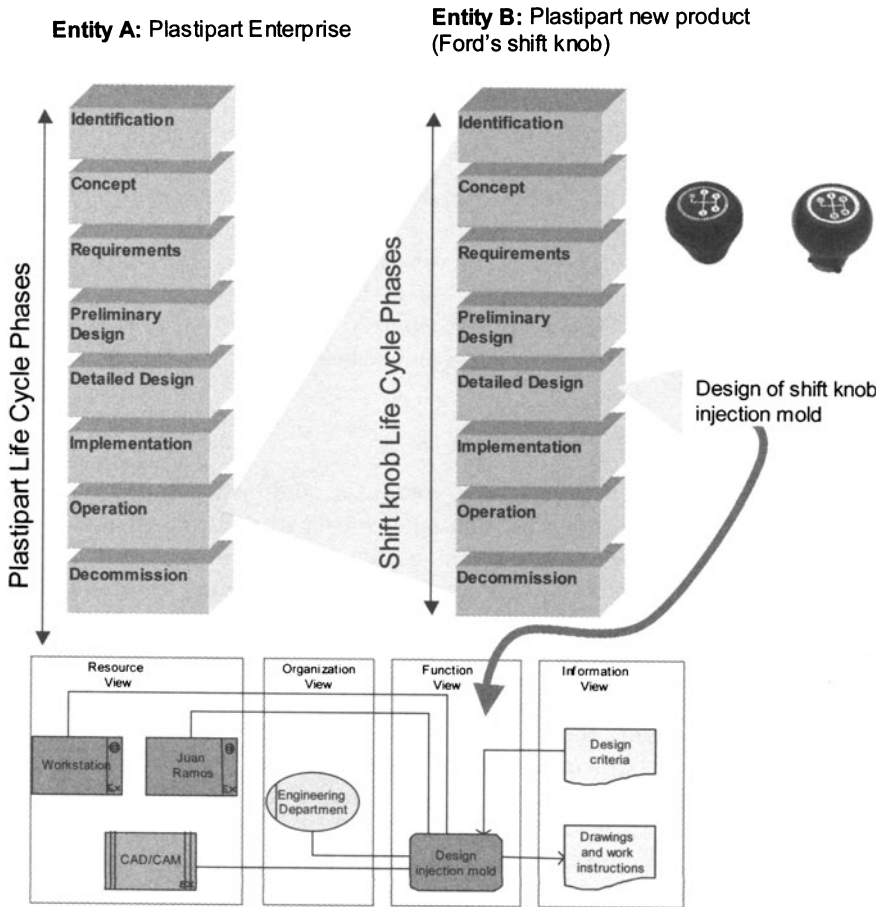 Entity A: Plastipart Enterprise
Entity B: Plastipart new product
(Ford's shift knob)
Plastipart Life Cycle Phases
Identification
Concept
Requirements
Preliminary
Design
Detailed Design
Implementation
Operation
Decommission
Shift knob Life Cycle Phases
Identification
Concept
Requirements
Preliminary
Design
Detailed Design
Implementation
Operation
Decommission
Design of shift knob
injection mold
Resource
View
Organization
View
Function
View
Information
View
Workstation
Ex
Juan
Ramos
Ex
CAD/CAM
EX
Engineering
Department
Design
injection mold
Design
criteria
Drawings
and work
instructions